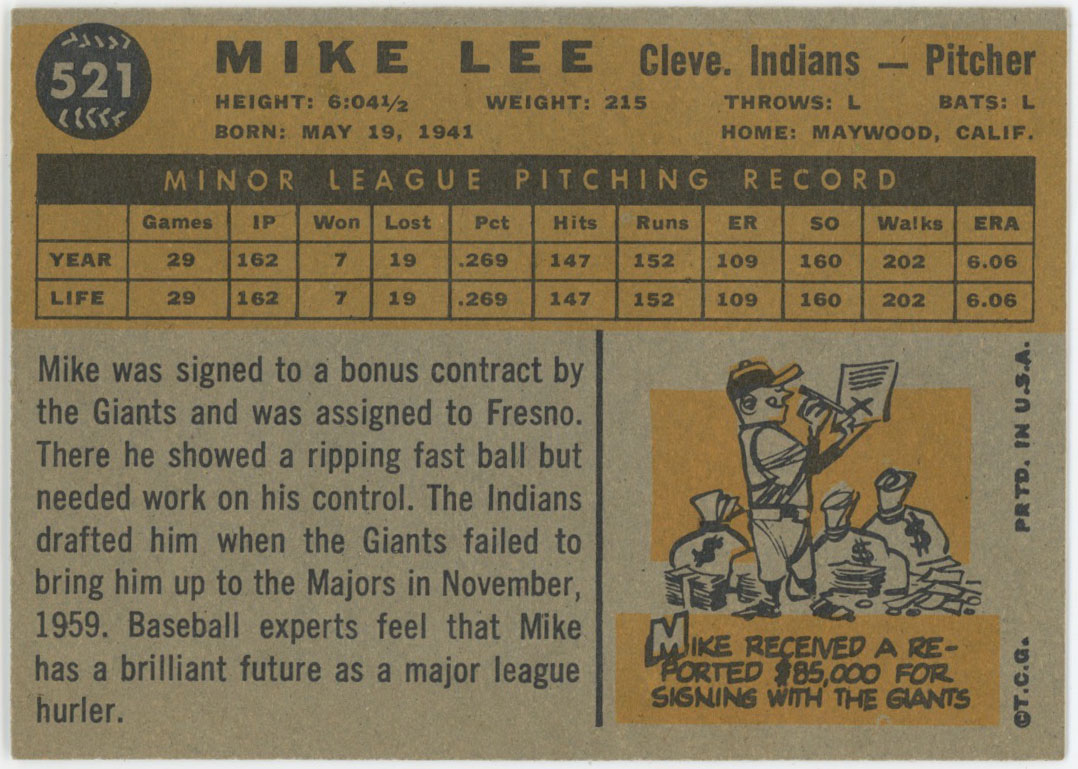 521
MIKE LEE Cleve. Indians — Pitcher
HEIGHT: 6:04½ WEIGHT: 215 THROWS: L BATS: L
BORN: MAY 19, 1941 HOME: MAYWOOD, CALIF.
MINOR LEAGUE PITCHING RECORD
Games IP Won Lost Pct Hits Runs ER SO Walks ERA
YEAR 29 162 7 19 .269 147 152 109 160 202 6.06
LIFE 29 162 7 19 .269 147 152 109 160 202 6.06
Mike was signed to a bonus contract by
the Giants and was assigned to Fresno.
There he showed a ripping fast ball but
needed work on his control. The Indians
drafted him when the Giants failed to
bring him up to the Majors in November,
1959. Baseball experts feel that Mike
has a brilliant future as a major league
hurler.
X
$ $ $
MIKE RECEIVED A RE-
PORTED $85,000 FOR
SIGNING WITH THE GIANTS
©T.C.G. PRTD. IN U.S.A.